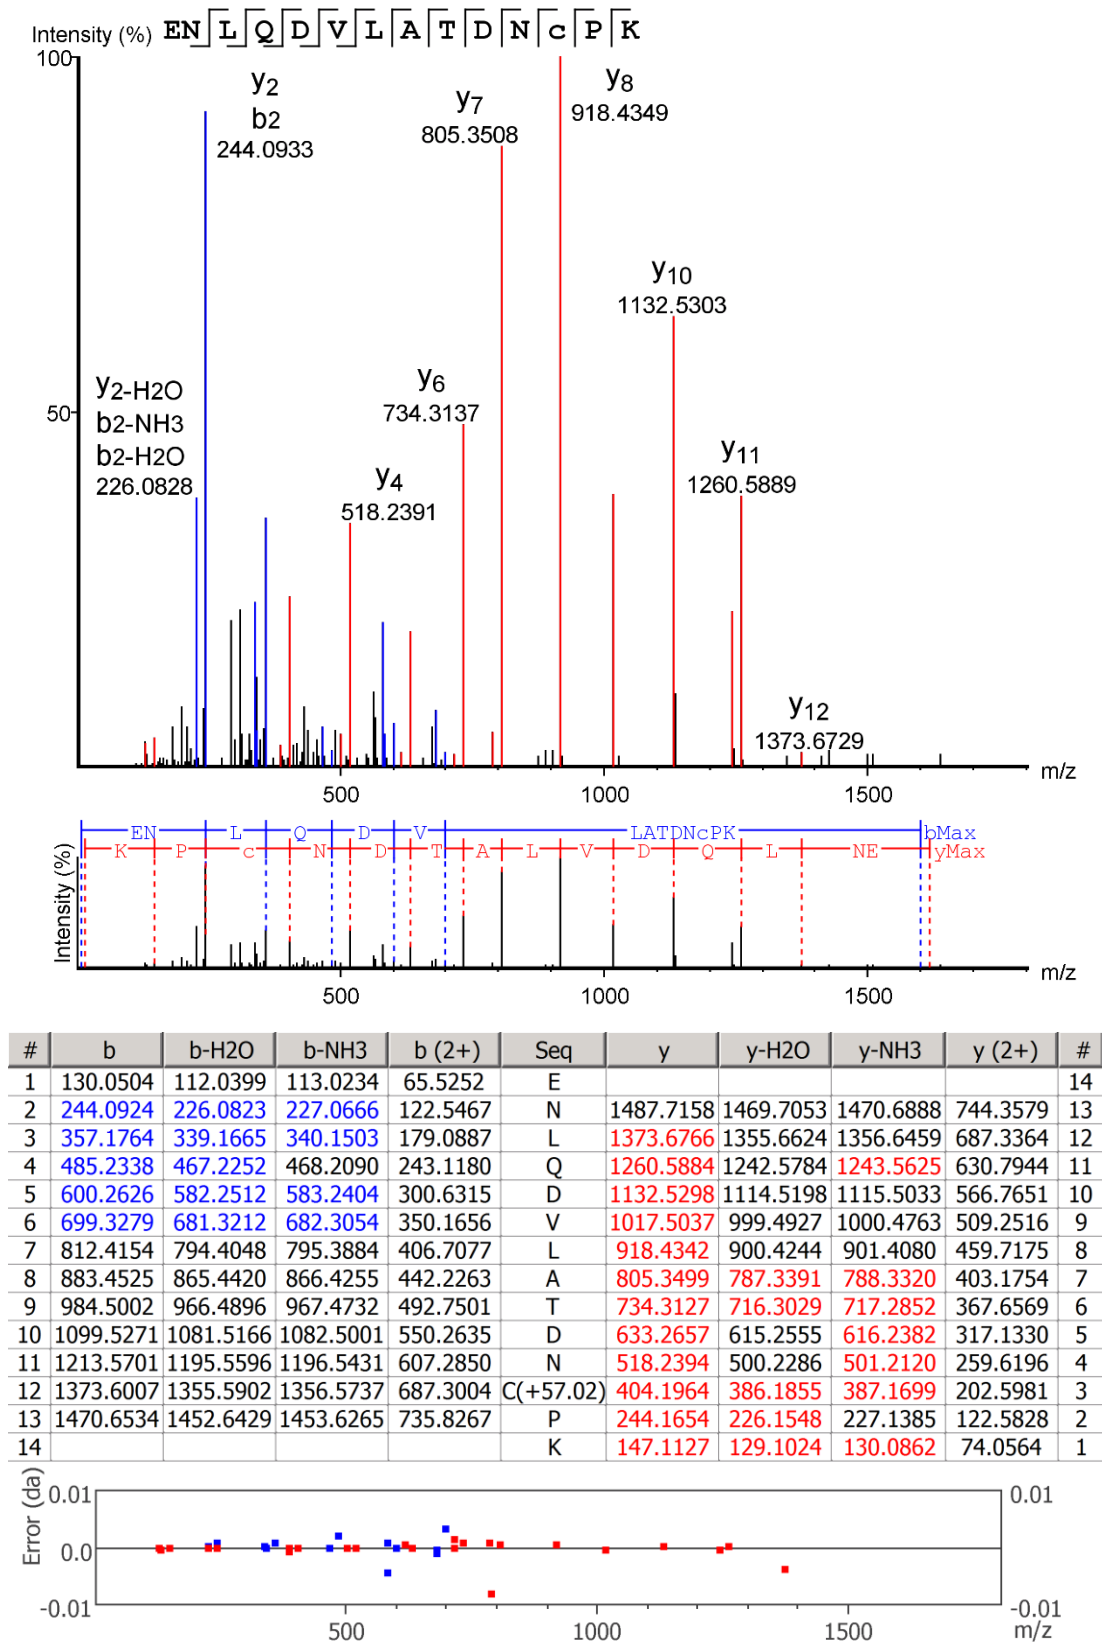 Intensity (%) EN L Q D V L A T D N c P K
100
y2
b2
244.0933
y7
805.3508
y8
918.4349
y10
1132.5303
y2-H2O
b2-NH3
b2-H2O
226.0828
50
y6
734.3137
y4
518.2391
y11
1260.5889
y12
1373.6729
500 1000 1500 m/z
EN L Q D V LATDNcPK bMax
K P c N D T A L V D Q L NE yMax
Intensity (%)
500 1000 1500 m/z
# b b-H2O b-NH3 b (2+) Seq y y-H2O y-NH3 y (2+) #
1 130.0504 112.0399 113.0234 65.5252 E 14
2 244.0924 226.0823 227.0666 122.5467 N 1487.7158 1469.7053 1470.6888 744.3579 13
3 357.1764 339.1665 340.1503 179.0887 L 1373.6766 1355.6624 1356.6459 687.3364 12
4 485.2338 467.2252 468.2090 243.1180 Q 1260.5884 1242.5784 1243.5625 630.7944 11
5 600.2626 582.2512 583.2404 300.6315 D 1132.5298 1114.5198 1115.5033 566.7651 10
6 699.3279 681.3212 682.3054 350.1656 V 1017.5037 999.4927 1000.4763 509.2516 9
7 812.4154 794.4048 795.3884 406.7077 L 918.4342 900.4244 901.4080 459.7175 8
8 883.4525 865.4420 866.4255 442.2263 A 805.3499 787.3391 788.3320 403.1754 7
9 984.5002 966.4896 967.4732 492.7501 T 734.3127 716.3029 717.2852 367.6569 6
10 1099.5271 1081.5166 1082.5001 550.2635 D 633.2657 615.2555 616.2382 317.1330 5
11 1213.5701 1195.5596 1196.5431 607.2850 N 518.2394 500.2286 501.2120 259.6196 4
12 1373.6007 1355.5902 1356.5737 687.3004 C(+57.02) 404.1964 386.1855 387.1699 202.5981 3
13 1470.6534 1452.6429 1453.6265 735.8267 P 244.1654 226.1548 227.1385 122.5828 2
14 K 147.1127 129.1024 130.0862 74.0564 1
Error (da)
0.01 0.01
0.0
-0.01 -0.01
500 1000 1500 m/z